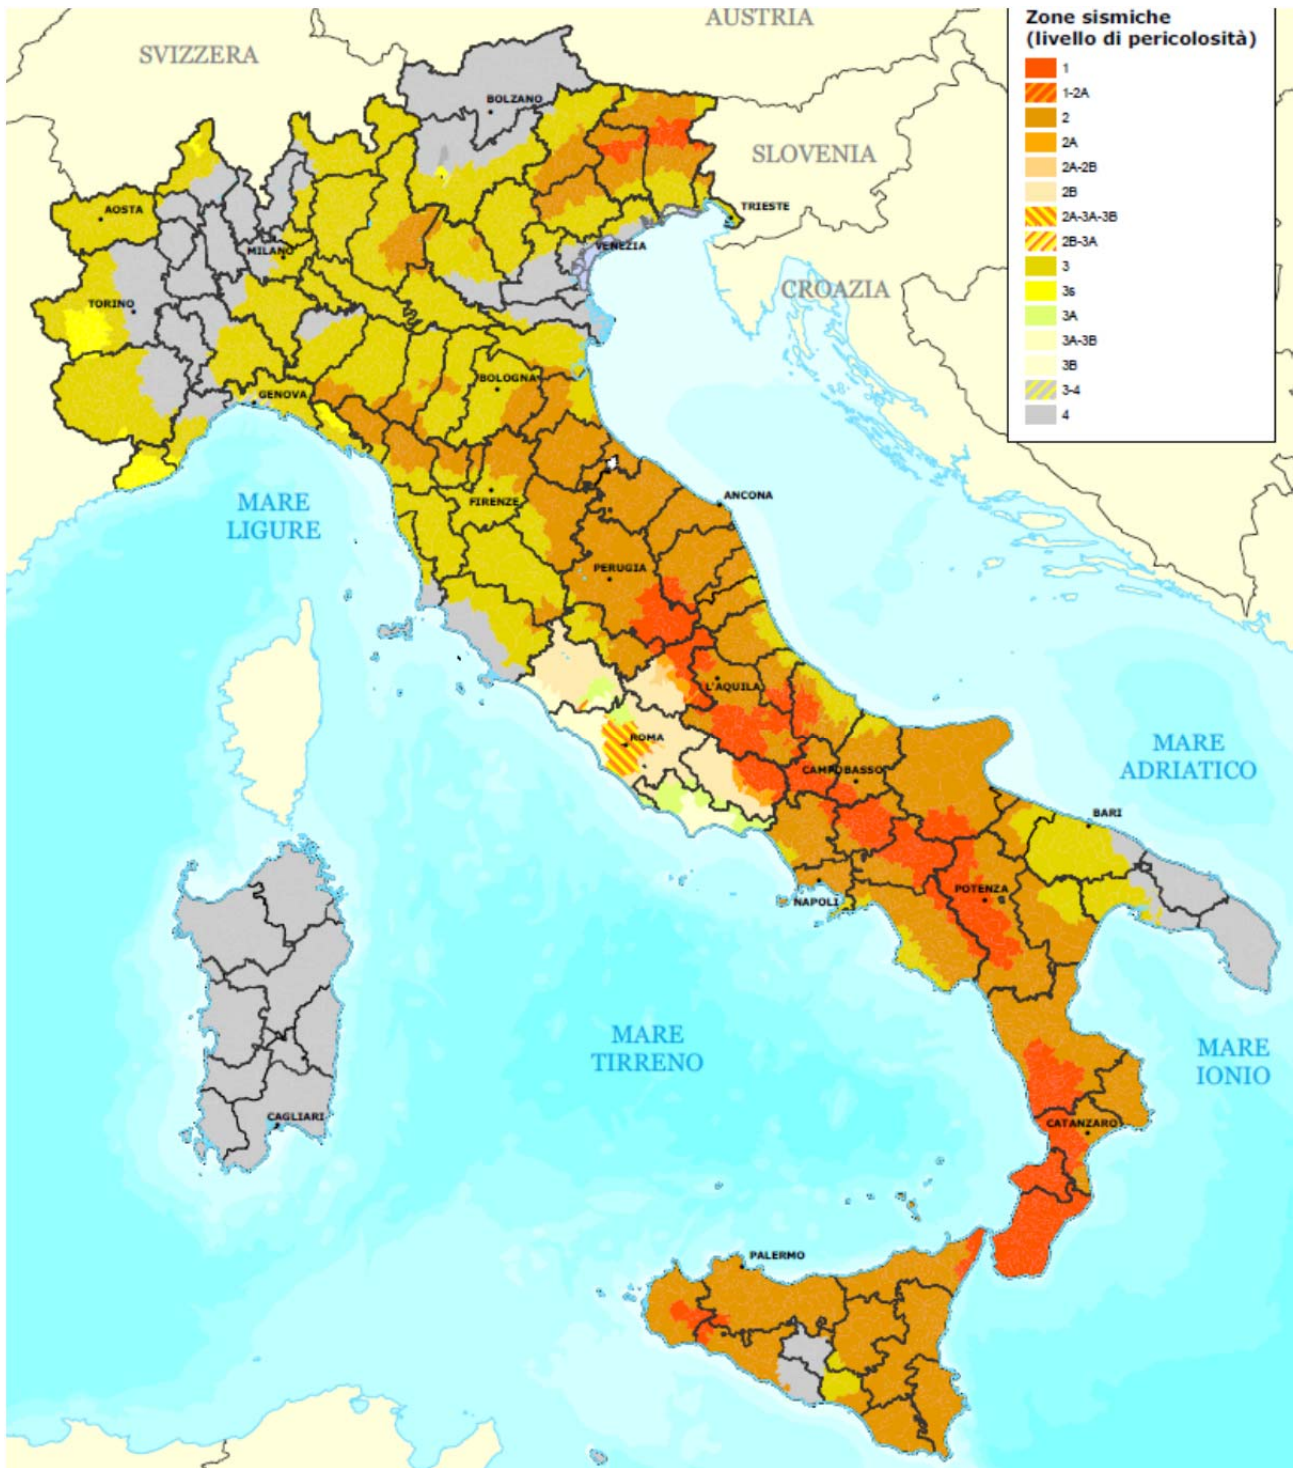 AUSTRIA
SVIZZERA
BOLZANO
SLOVENIA
AOSTA
TRIESTE
MILANO
VENEZIA
CROAZIA
TORINO
BOLOGNA
GENOVA
MARE
LIGURE
FIRENZE
ANCONA
PERUGIA
L'AQUILA
ROMA
MARE
ADRIATICO
CAMPOBASSO
BARI
POTENZA
NAPOLI
MARE
TIRRENO
MARE
IONIO
CAGLIARI
CATANZARO
PALERMO
Zone sismiche
(livello di pericolosità)
1
1-2A
2
2A
2A-2B
2B
2A-3A-3B
2B-3A
3
3s
3A
3A-3B
3B
3-4
4